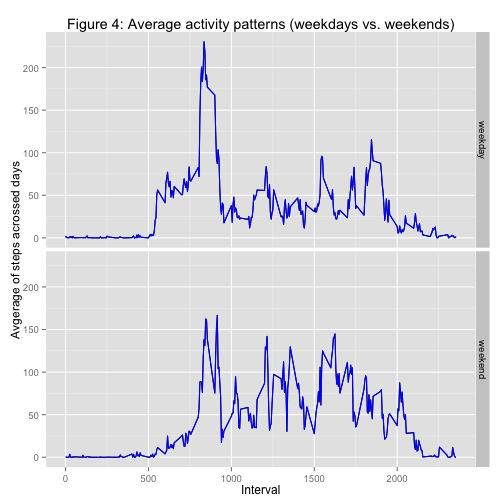 Figure 4: Average activity patterns (weekdays vs. weekends)
Avgerage of steps acrossed days
200
150
100
50
0
weekday
200
150
100
50
0
weekend
0 500 1000 1500 2000
Interval